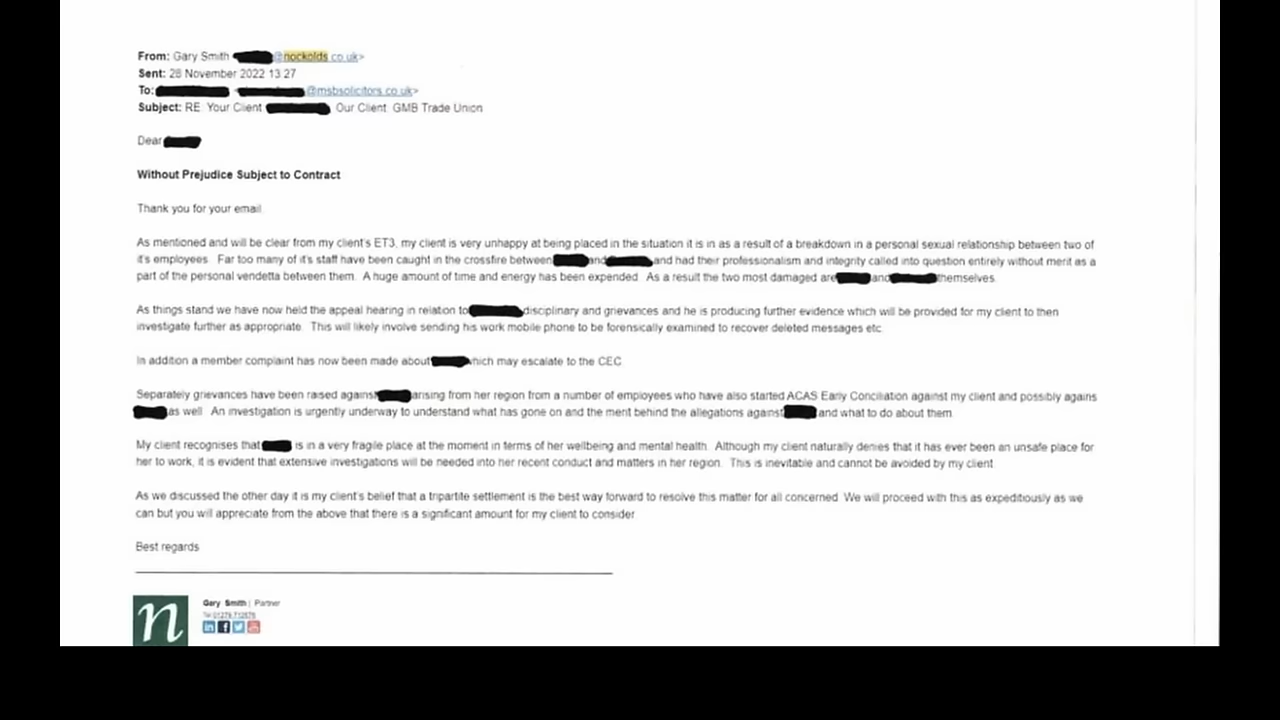 From: Gary Smith @nockolds.co.uk>
Sent: 28 November 2022 13:27
To: < @msbsolicitors.co.uk>
Subject: RE: Your Client: Our Client: GMB Trade Union
Dear
Without Prejudice Subject to Contract
Thank you for your email.
As mentioned and will be clear from my client's ET3, my client is very unhappy at being placed in the situation it is in as a result of a breakdown in a personal sexual relationship between two of
it's employees. Far too many of it's staff have been caught in the crossfire between and and had their professionalism and integrity called into question entirely without merit as a
part of the personal vendetta between them. A huge amount of time and energy has been expended. As a result the two most damaged are and themselves.
As things stand we have now held the appeal hearing in relation to disciplinary and grievances and he is producing further evidence which will be provided for my client to then
investigate further as appropriate. This will likely involve sending his work mobile phone to be forensically examined to recover deleted messages etc.
In addition a member complaint has now been made about which may escalate to the CEC.
Separately grievances have been raised against arising from her region from a number of employees who have also started ACAS Early Conciliation against my client and possibly agains
as well. An investigation is urgently underway to understand what has gone on and the merit behind the allegations against and what to do about them.
My client recognises that is in a very fragile place at the moment in terms of her wellbeing and mental health. Although my client naturally denies that it has ever been an unsafe place for
her to work, it is evident that extensive investigations will be needed into her recent conduct and matters in her region. This is inevitable and cannot be avoided by my client.
As we discussed the other day it is my client's belief that a tripartite settlement is the best way forward to resolve this matter for all concerned. We will proceed with this as expeditiously as we
can but you will appreciate from the above that there is a significant amount for my client to consider.
Best regards
n
Gary Smith | Partner